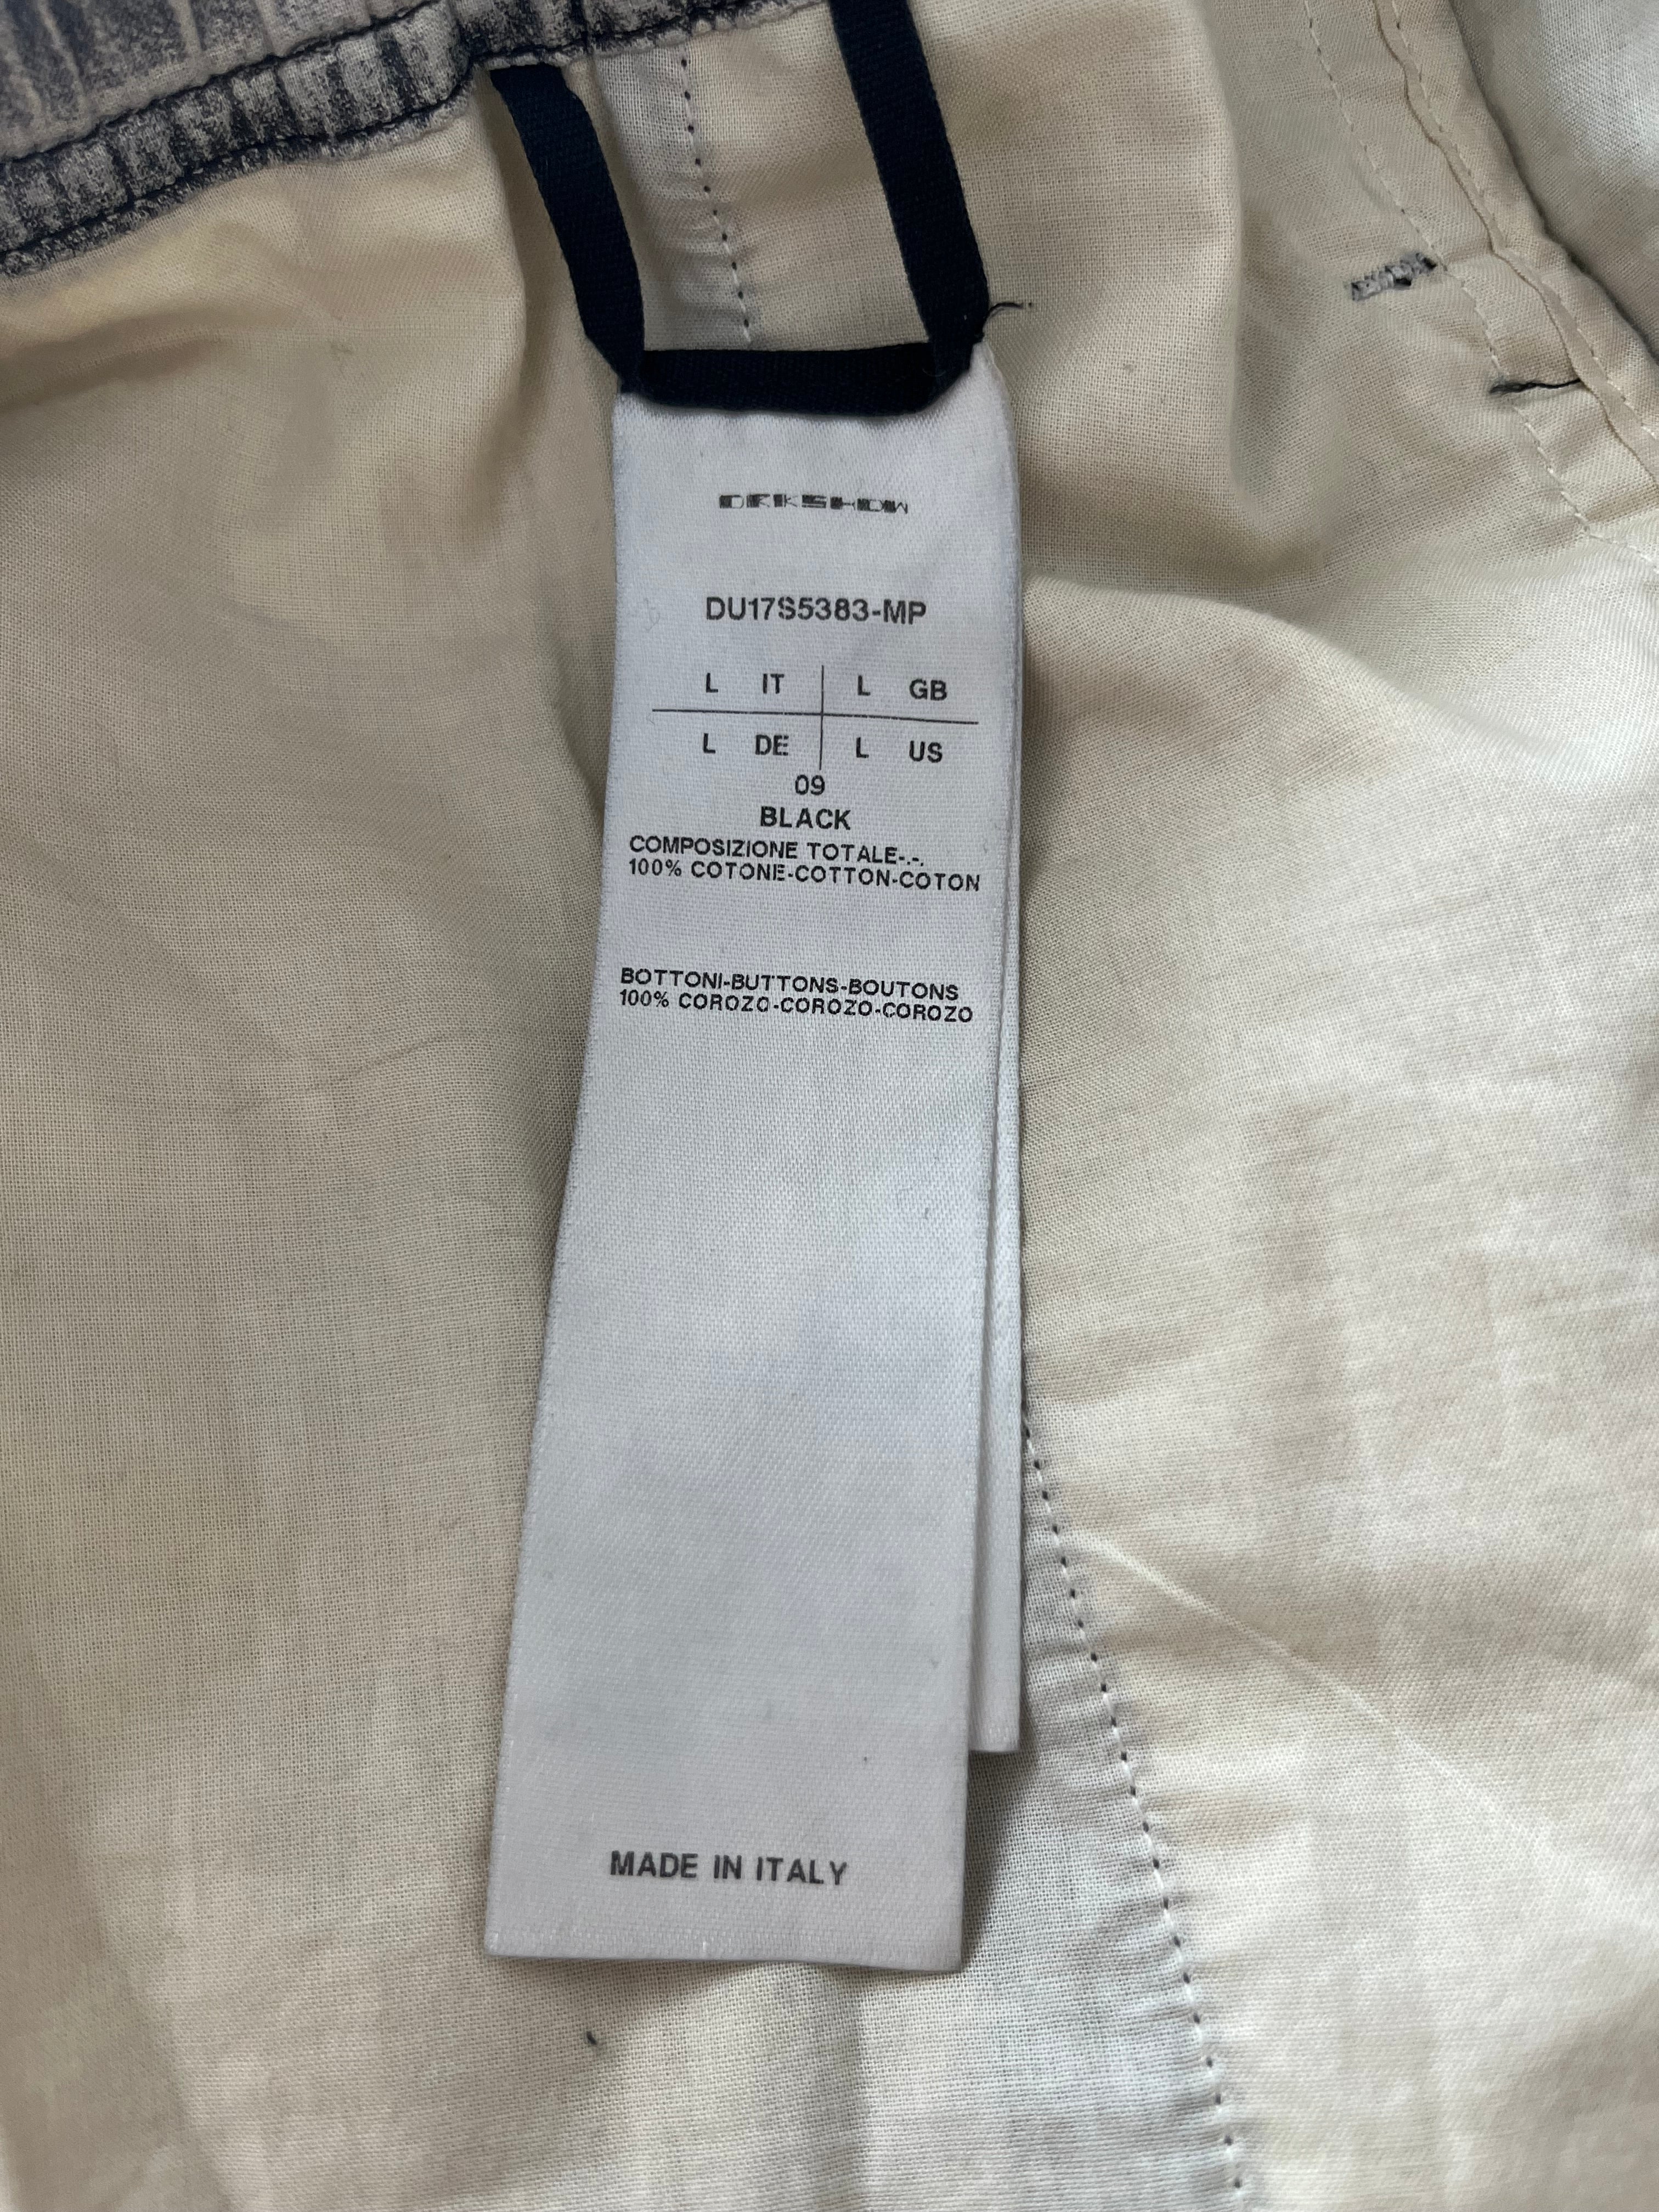 DRKSHDW
DU17S5383-MP
L IT L GB
L DE L US
09
BLACK
COMPOSIZIONE TOTALE-.-.
100% COTONE-COTTON-COTON
BOTTONI-BUTTONS-BOUTONS
100% COROZO-COROZO-COROZO
MADE IN ITALY